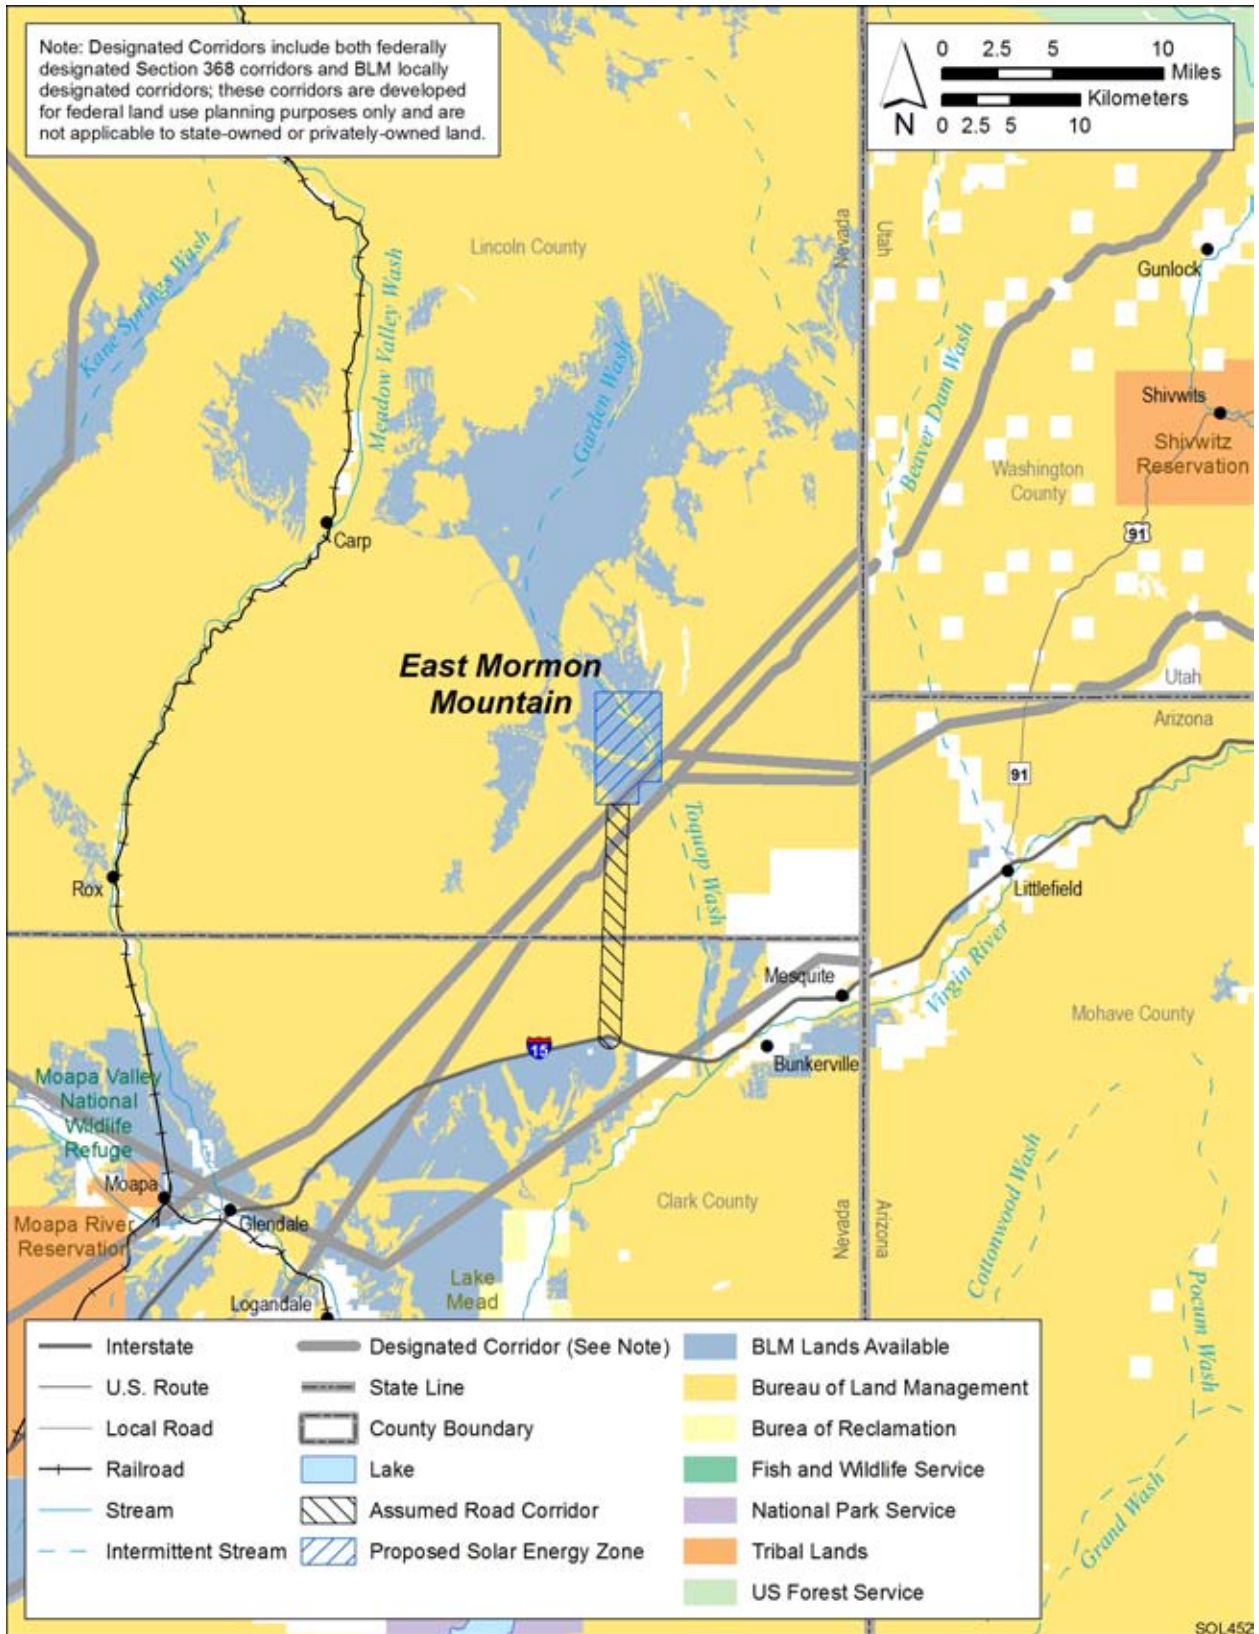 Note: Designated Corridors include both federally
designated Section 368 corridors and BLM locally
designated corridors; these corridors are developed
for federal land use planning purposes only and are
not applicable to state-owned or privately-owned land.
0 2.5 5 10
Miles
Kilometers
0 2.5 5 10
N
Lincoln County
Nevada
Utah
Gunlock
Kane Springs Wash
Meadow Valley Wash
Garden Wash
Beaver Dam Wash
Shivwits
Shivwitz
Reservation
Washington
County
91
Carp
East Mormon
Mountain
Utah
Arizona
91
Toquop Wash
Rox
Littlefield
Virgin River
Mesquite
Mohave County
15
Bunkerville
Moapa Valley
National
Wildlife
Refuge
Moapa
Clark County
Nevada
Arizona
Cottonwood Wash
Moapa River
Reservation
Glendale
Lake
Mead
Pocum Wash
Logandale
Grand Wash
Interstate
U.S. Route
Local Road
Railroad
Stream
Intermittent Stream
Designated Corridor (See Note)
State Line
County Boundary
Lake
Assumed Road Corridor
Proposed Solar Energy Zone
BLM Lands Available
Bureau of Land Management
Burea of Reclamation
Fish and Wildlife Service
National Park Service
Tribal Lands
US Forest Service
SOL452